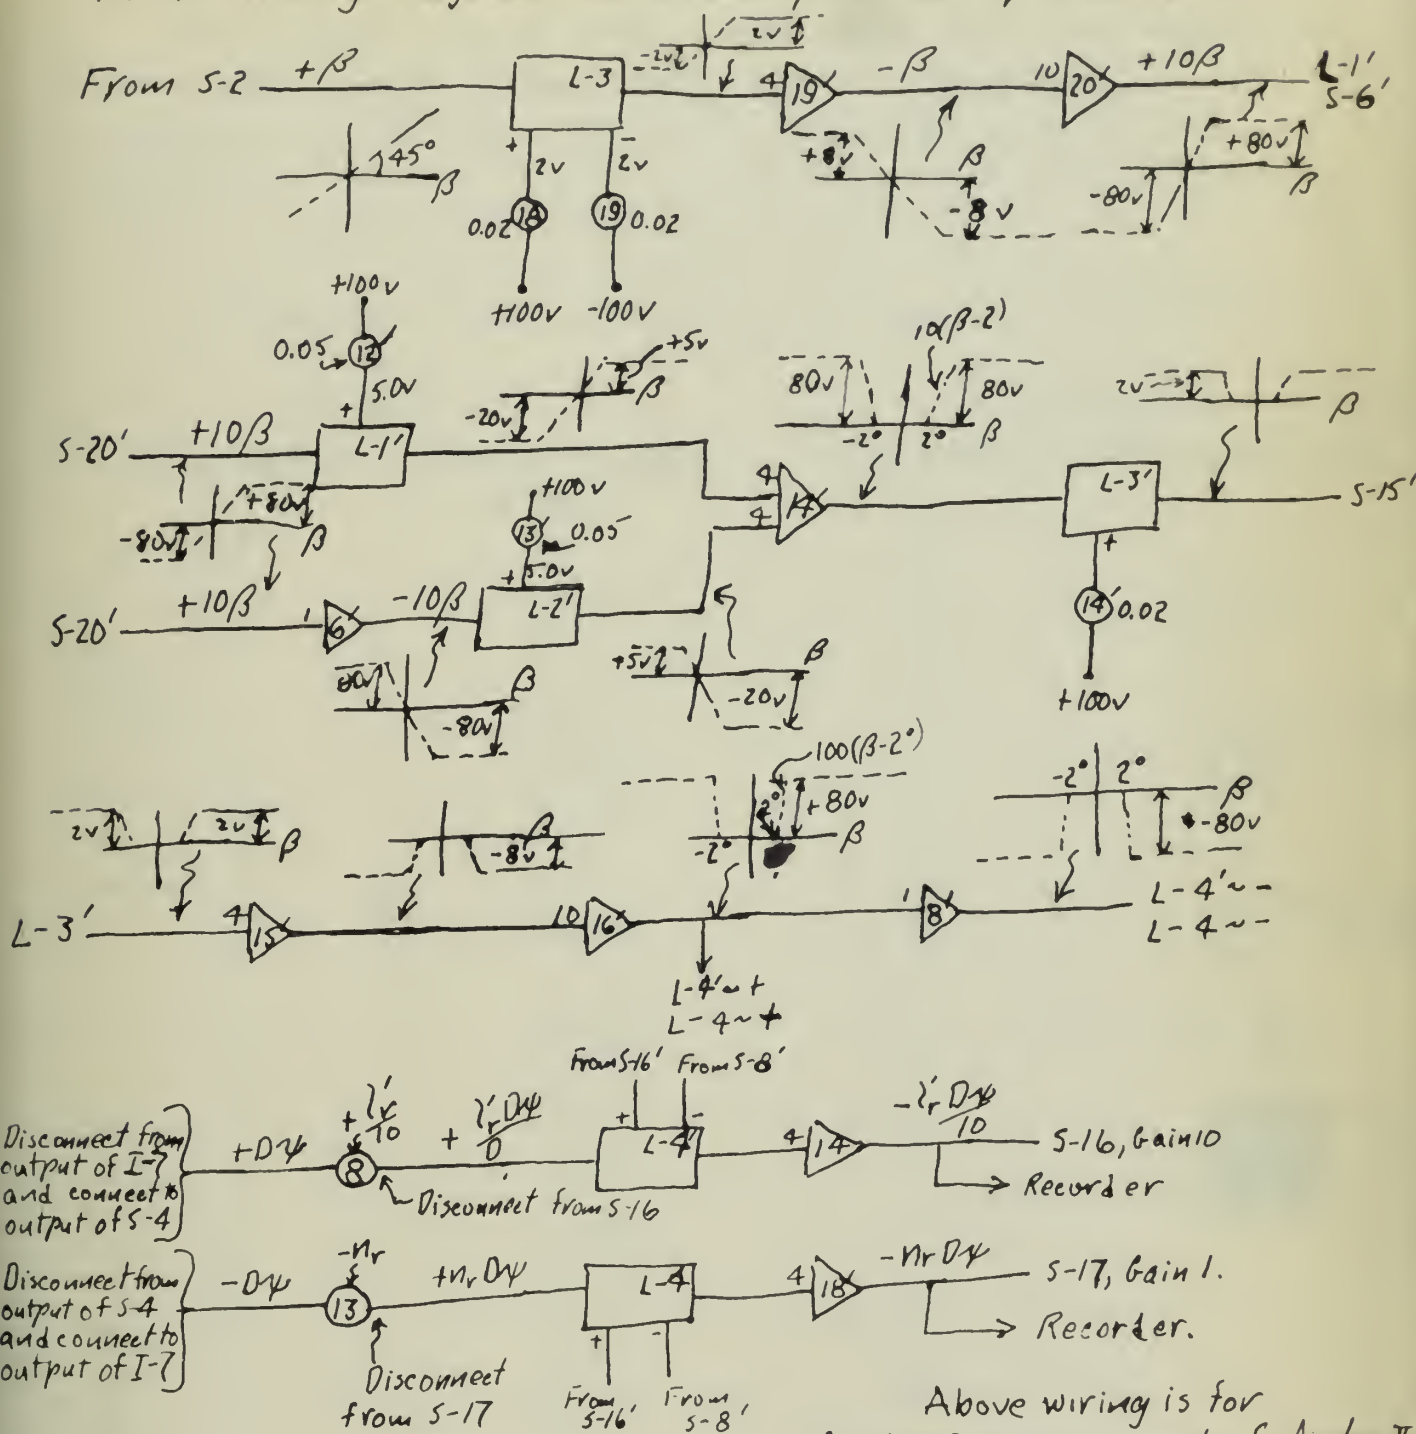 2v
-2v
From S-2
+β
L-3
4
19'
-β
10
20'
+10β
L-1'
S-6'
45°
β
+
-
2v
2v
18
19
0.02
0.02
+100v
-100v
+8v
β
-8v
+80v
β
-80v
+100v
0.05
12'
5.0v
+
-20v
+5v
β
10(β-2)
80v
80v
-2°
2°
β
2v
β
S-20'
+10β
L-1'
4
4
14'
L-3'
S-15'
+80v
-80v
β
+100v
13'
0.05
+
5.0v
+
14'
0.02
+100v
S-20'
+10β
1
6'
-10β
L-2'
80v
β
-80v
+5v
β
-20v
100(β-2°)
2v
2v
β
β
-8v
2°
+80v
-2°
β
-2°
2°
β
-80v
L-3'
4
15'
10
16'
1
8'
L-4' ~ -
L-4 ~ -
L-4' ~ +
L-4 ~ +
From S-16'
From S-8'
Disconnect from
output of I-7
and connect to
output of S-4
+Dψ
+ l'r/10
8
+ l'r Dψ/0
Disconnect from S-16
+
-
L-4'
4
14
-l'r Dψ/10
S-16, Gain 10
Recorder
Disconnect from
output of S-4
and connect to
output of I-7
-Dψ
-nr
13
+nr Dψ
Disconnect
from S-17
L-4
+
-
From
S-16'
From
S-8'
4
18'
-nr Dψ
S-17, Gain 1.
Recorder.
Above wiring is for